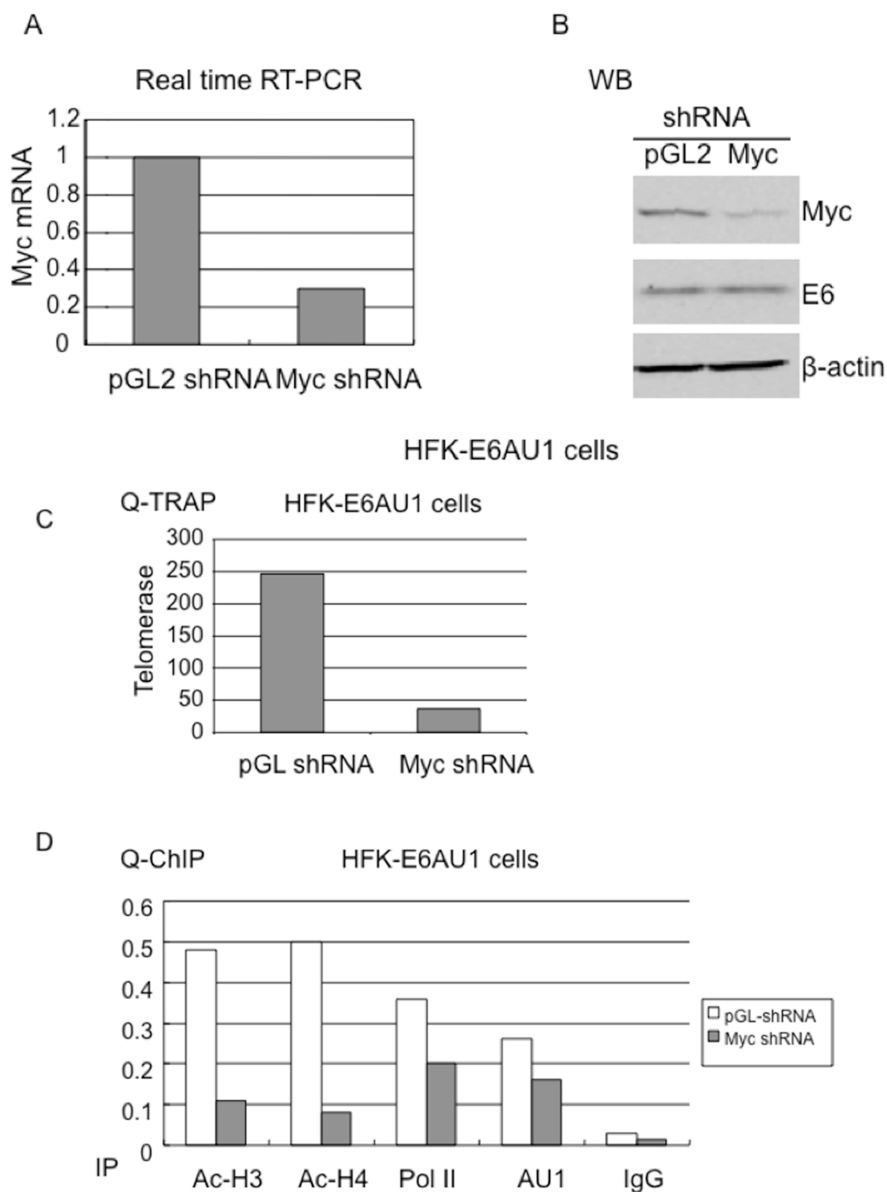 A
Real time RT-PCR
Myc mRNA
1.2
1
0.8
0.6
0.4
0.2
0
pGL2 shRNA Myc shRNA
B
WB
shRNA
pGL2 Myc
Myc
E6
β-actin
HFK-E6AU1 cells
C
Q-TRAP HFK-E6AU1 cells
Telomerase
300
250
200
150
100
50
0
pGL shRNA Myc shRNA
D
Q-ChIP HFK-E6AU1 cells
0.6
0.5
0.4
0.3
0.2
0.1
0
pGL-shRNA
Myc shRNA
IP Ac-H3 Ac-H4 Pol II AU1 IgG